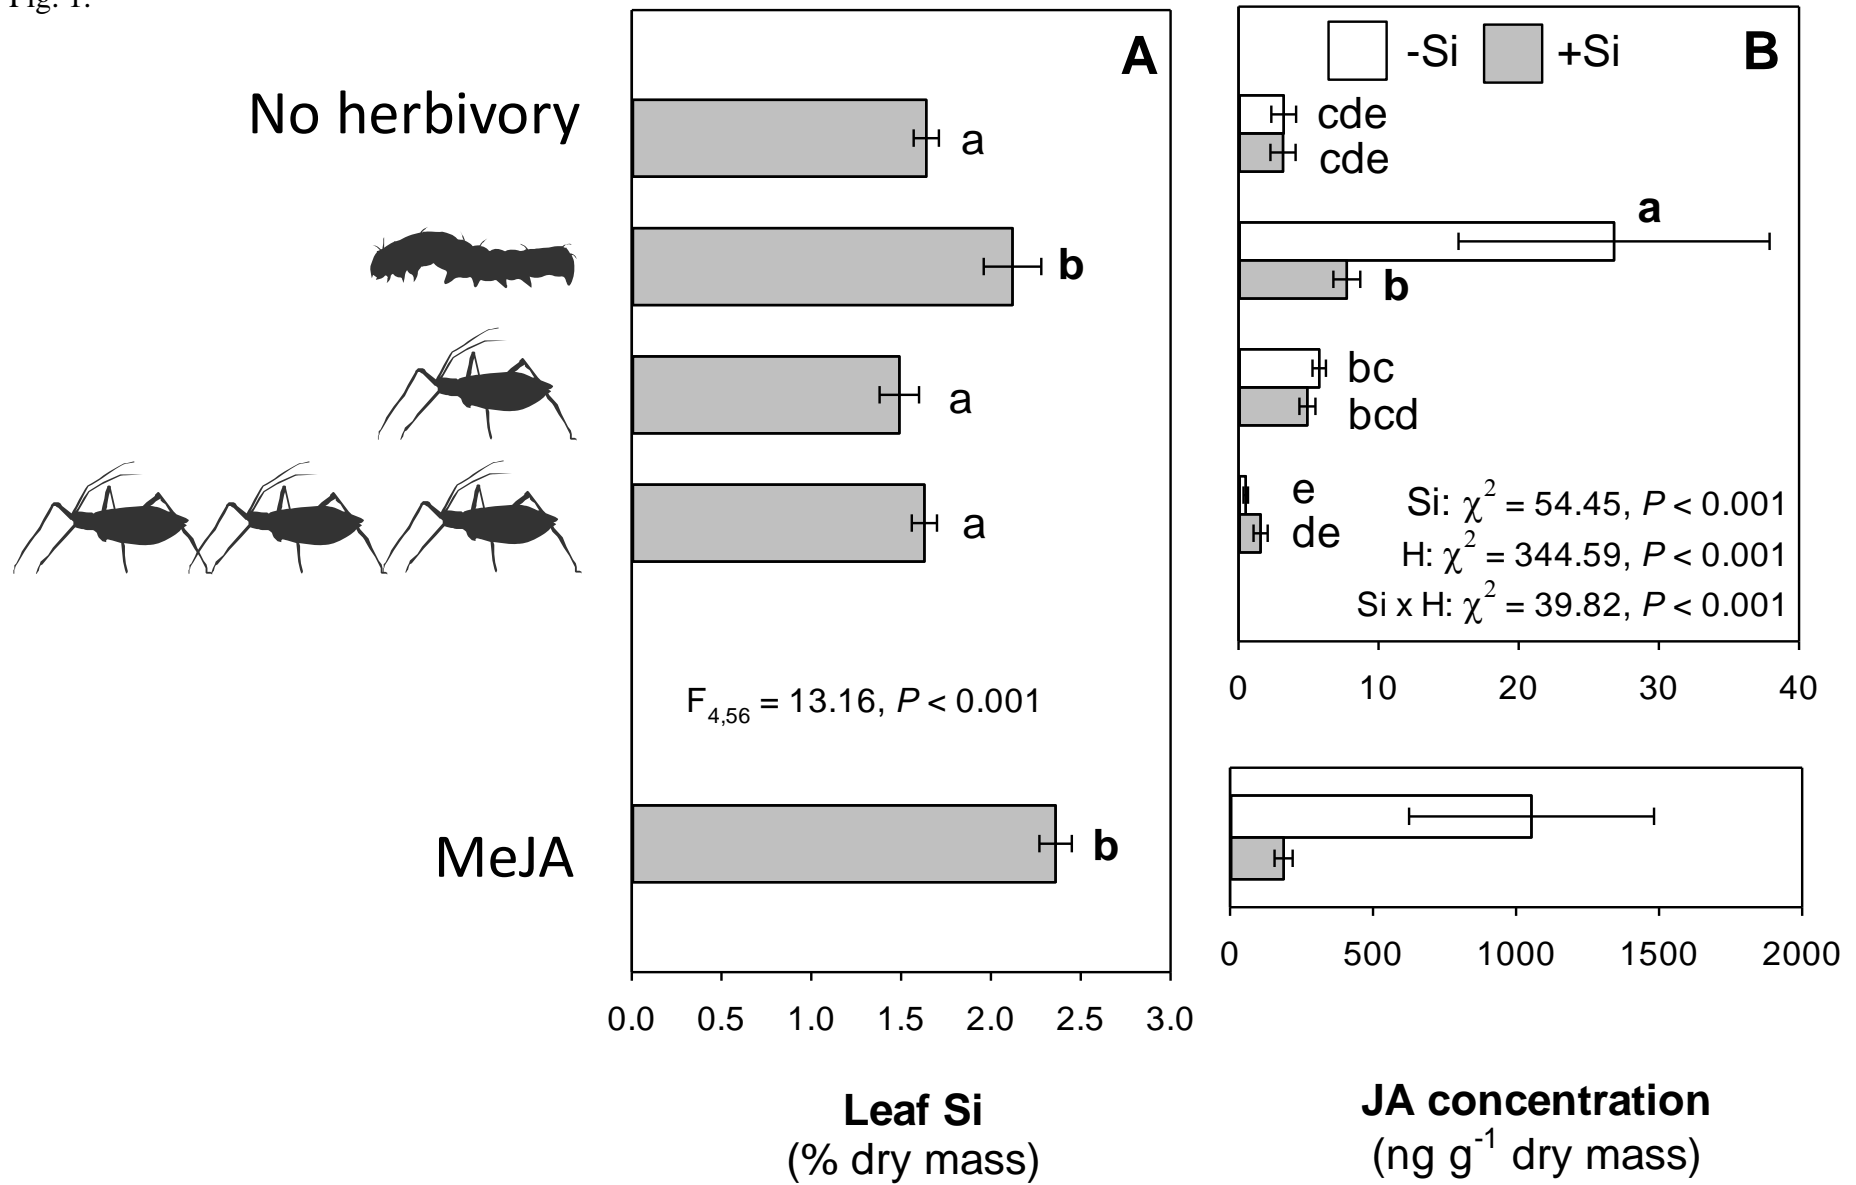 Fig. 1.
A
-Si +Si B
No herbivory
a
cde
cde
b
a
b
a
bc
bcd
a
e
de
Si: χ² = 54.45, P < 0.001
H: χ² = 344.59, P < 0.001
Si x H: χ² = 39.82, P < 0.001
0 10 20 30 40
F4,56 = 13.16, P < 0.001
MeJA
b
0 500 1000 1500 2000
0.0 0.5 1.0 1.5 2.0 2.5 3.0
Leaf Si
(% dry mass)
JA concentration
(ng g⁻¹ dry mass)